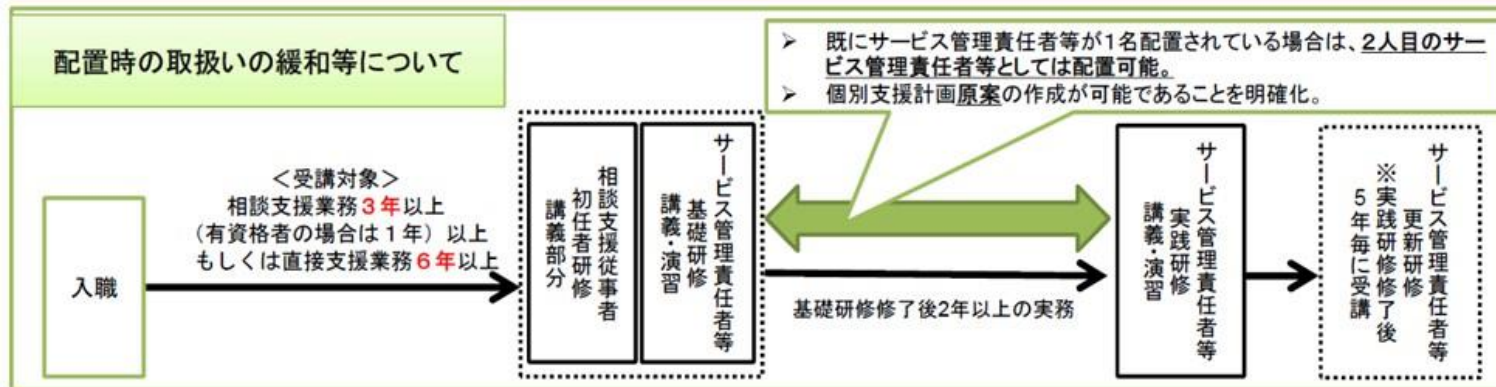 配置時の取扱いの緩和等について
➢ 既にサービス管理責任者等が1名配置されている場合は、2人目のサー
ビス管理責任者等としては配置可能。
➢ 個別支援計画原案の作成が可能であることを明確化。
入職
<受講対象>
相談支援業務3年以上
(有資格者の場合は1年)以上
もしくは直接支援業務6年以上
相談支援従事者
初任者研修
講義部分
サービス管理責任者等
基礎研修
講義・演習
基礎研修修了後2年以上の実務
サービス管理責任者等
実践研修
講義・演習
サービス管理責任者等
更新研修
※実践研修修了後
5年毎に受講